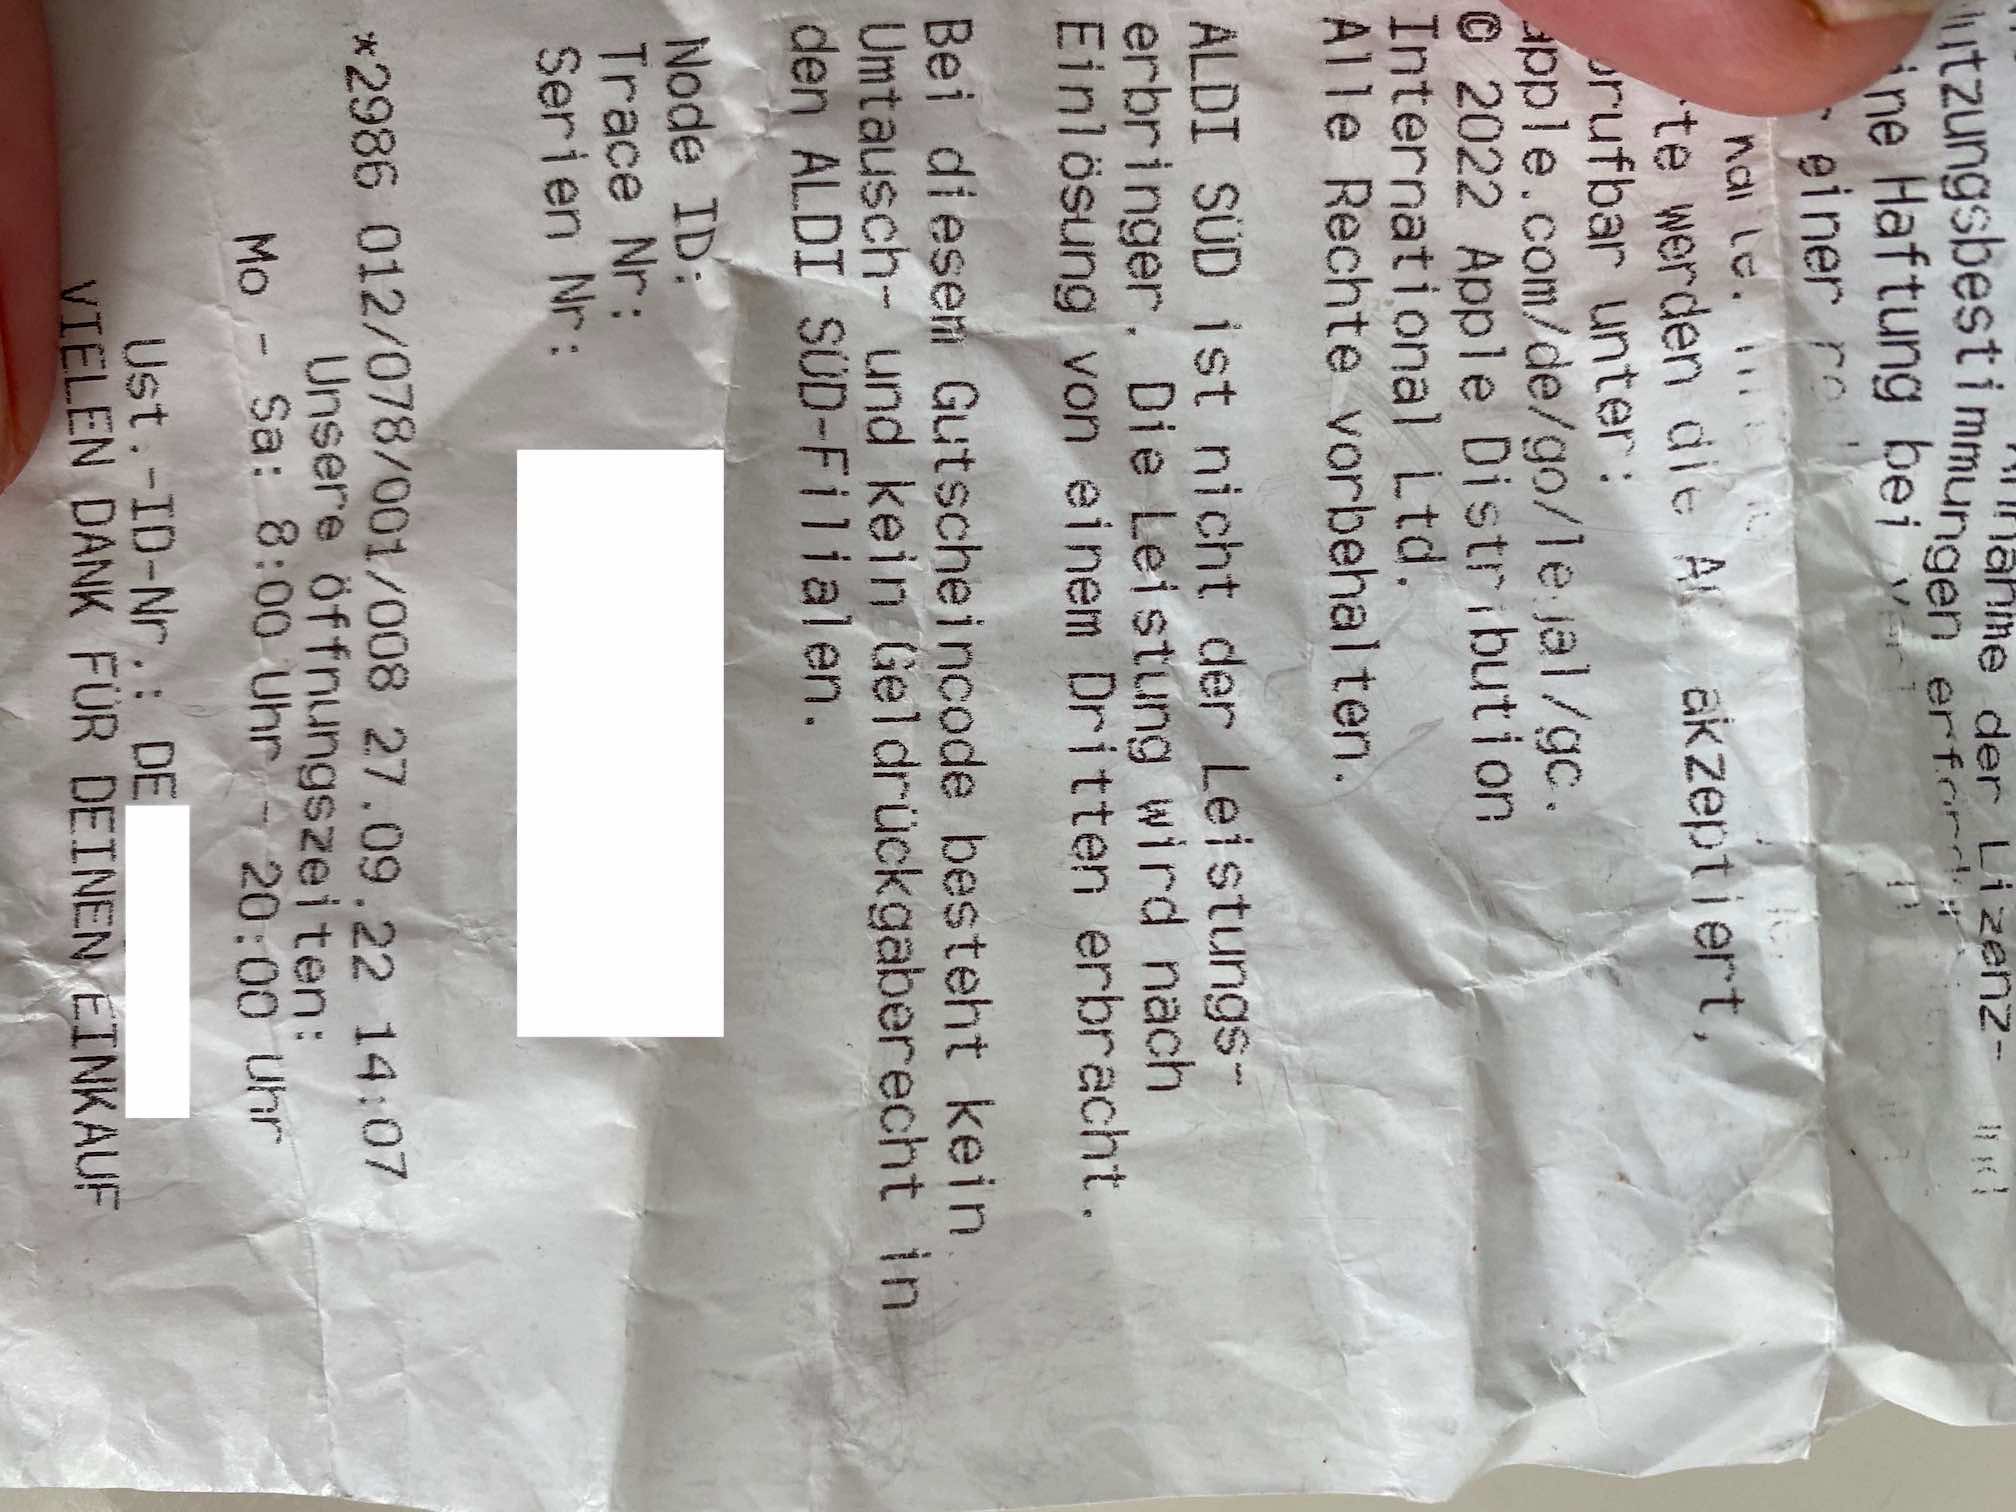 Annahme der Lizenz-
Nutzungsbestimmungen
eine Haftung bei
einer
werden die akzeptiert,
unter:
apple.com/de/go/legal/gc.
© 2022 Apple Distribution
International Ltd.
Alle Rechte vorbehalten.
ALDI SÜD ist nicht der Leistungs-
erbringer. Die Leistung wird nach
Einlösung von einem Dritten erbracht.
Bei diesem Gutscheincode besteht kein
Umtausch- und kein Geldrückgaberecht in
den ALDI SÜD-Filialen.
Node ID:
Trace Nr:
Serien Nr:
*2986 012/078/001/008 27.09.22 14:07
Unsere Öffnungszeiten:
Mo - Sa: 8:00 Uhr - 20:00 Uhr
Ust.-ID-Nr.: DE
VIELEN DANK FÜR DEINEN EINKAUF